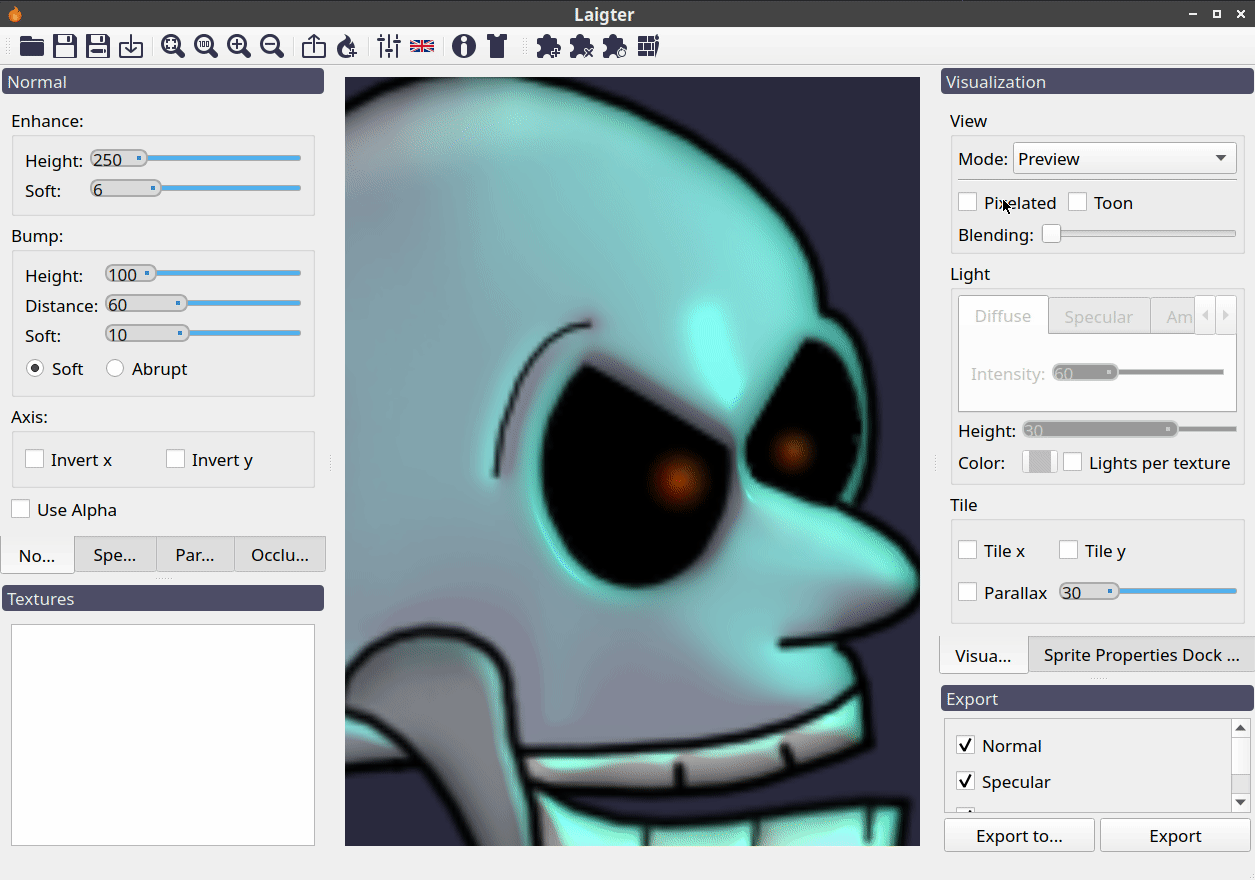 Laigter
100
Normal
Enhance:
Height: 250
Soft: 6
Bump:
Height: 100
Distance: 60
Soft: 10
Soft Abrupt
Axis:
Invert x Invert y
Use Alpha
No... Spe... Par... Occlu...
Textures
Visualization
View
Mode: Preview
Pixelated Toon
Blending:
Light
Diffuse Specular Am
Intensity: 60
Height: 30
Color: Lights per texture
Tile
Tile x Tile y
Parallax 30
Visua... Sprite Properties Dock ...
Export
Normal
Specular
Export to... Export